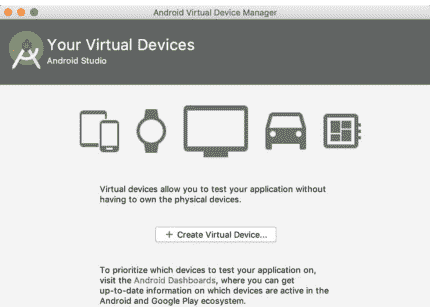 Android Virtual Device Manager
Your Virtual Devices
Android Studio
Virtual devices allow you to test your application without
having to own the physical devices.
+ Create Virtual Device...
To prioritize which devices to test your application on,
visit the Android Dashboards, where you can get
up-to-date information on which devices are active in the
Android and Google Play ecosystem.